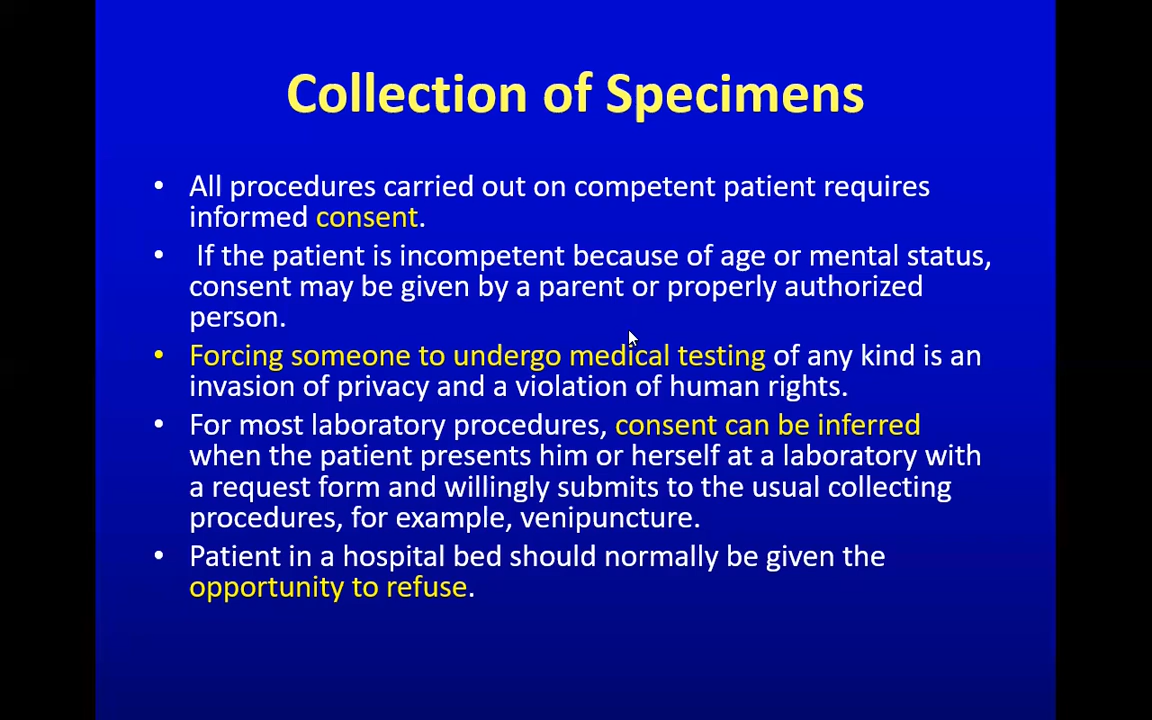 Collection of Specimens
• All procedures carried out on competent patient requires
informed consent.
• If the patient is incompetent because of age or mental status,
consent may be given by a parent or properly authorized
person.
• Forcing someone to undergo medical testing of any kind is an
invasion of privacy and a violation of human rights.
• For most laboratory procedures, consent can be inferred
when the patient presents him or herself at a laboratory with
a request form and willingly submits to the usual collecting
procedures, for example, venipuncture.
• Patient in a hospital bed should normally be given the
opportunity to refuse.